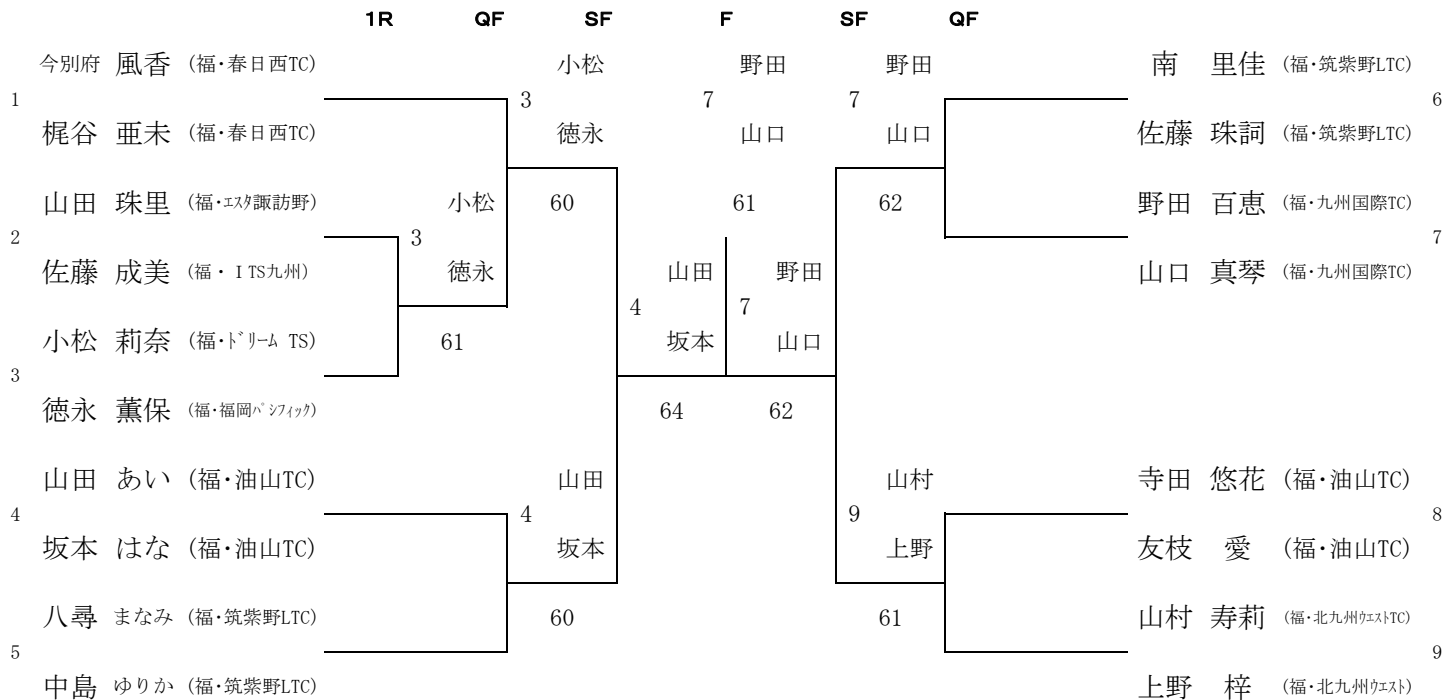 1R QF SF F SF QF
今別府 風香 (福・春日西TC) 小松 野田 野田 南 里佳 (福・筑紫野LTC)
1 3 7 7 6
梶谷 亜未 (福・春日西TC) 徳永 山口 山口 佐藤 珠詞 (福・筑紫野LTC)
山田 珠里 (福・エスタ諏訪野) 小松 60 61 62 野田 百恵 (福・九州国際TC)
2 3 7
佐藤 成美 (福・ITS九州) 徳永 山田 野田 山口 真琴 (福・九州国際TC)
4 7
小松 莉奈 (福・ドリーム TS) 61 坂本 山口
3
徳永 薫保 (福・福岡パシフィック) 64 62
山田 あい (福・油山TC) 山田 山村 寺田 悠花 (福・油山TC)
4 4 9 8
坂本 はな (福・油山TC) 坂本 上野 友枝 愛 (福・油山TC)
八尋 まなみ (福・筑紫野LTC) 60 61 山村 寿莉 (福・北九州ウエストTC)
5 9
中島 ゆりか (福・筑紫野LTC) 上野 梓 (福・北九州ウエスト)